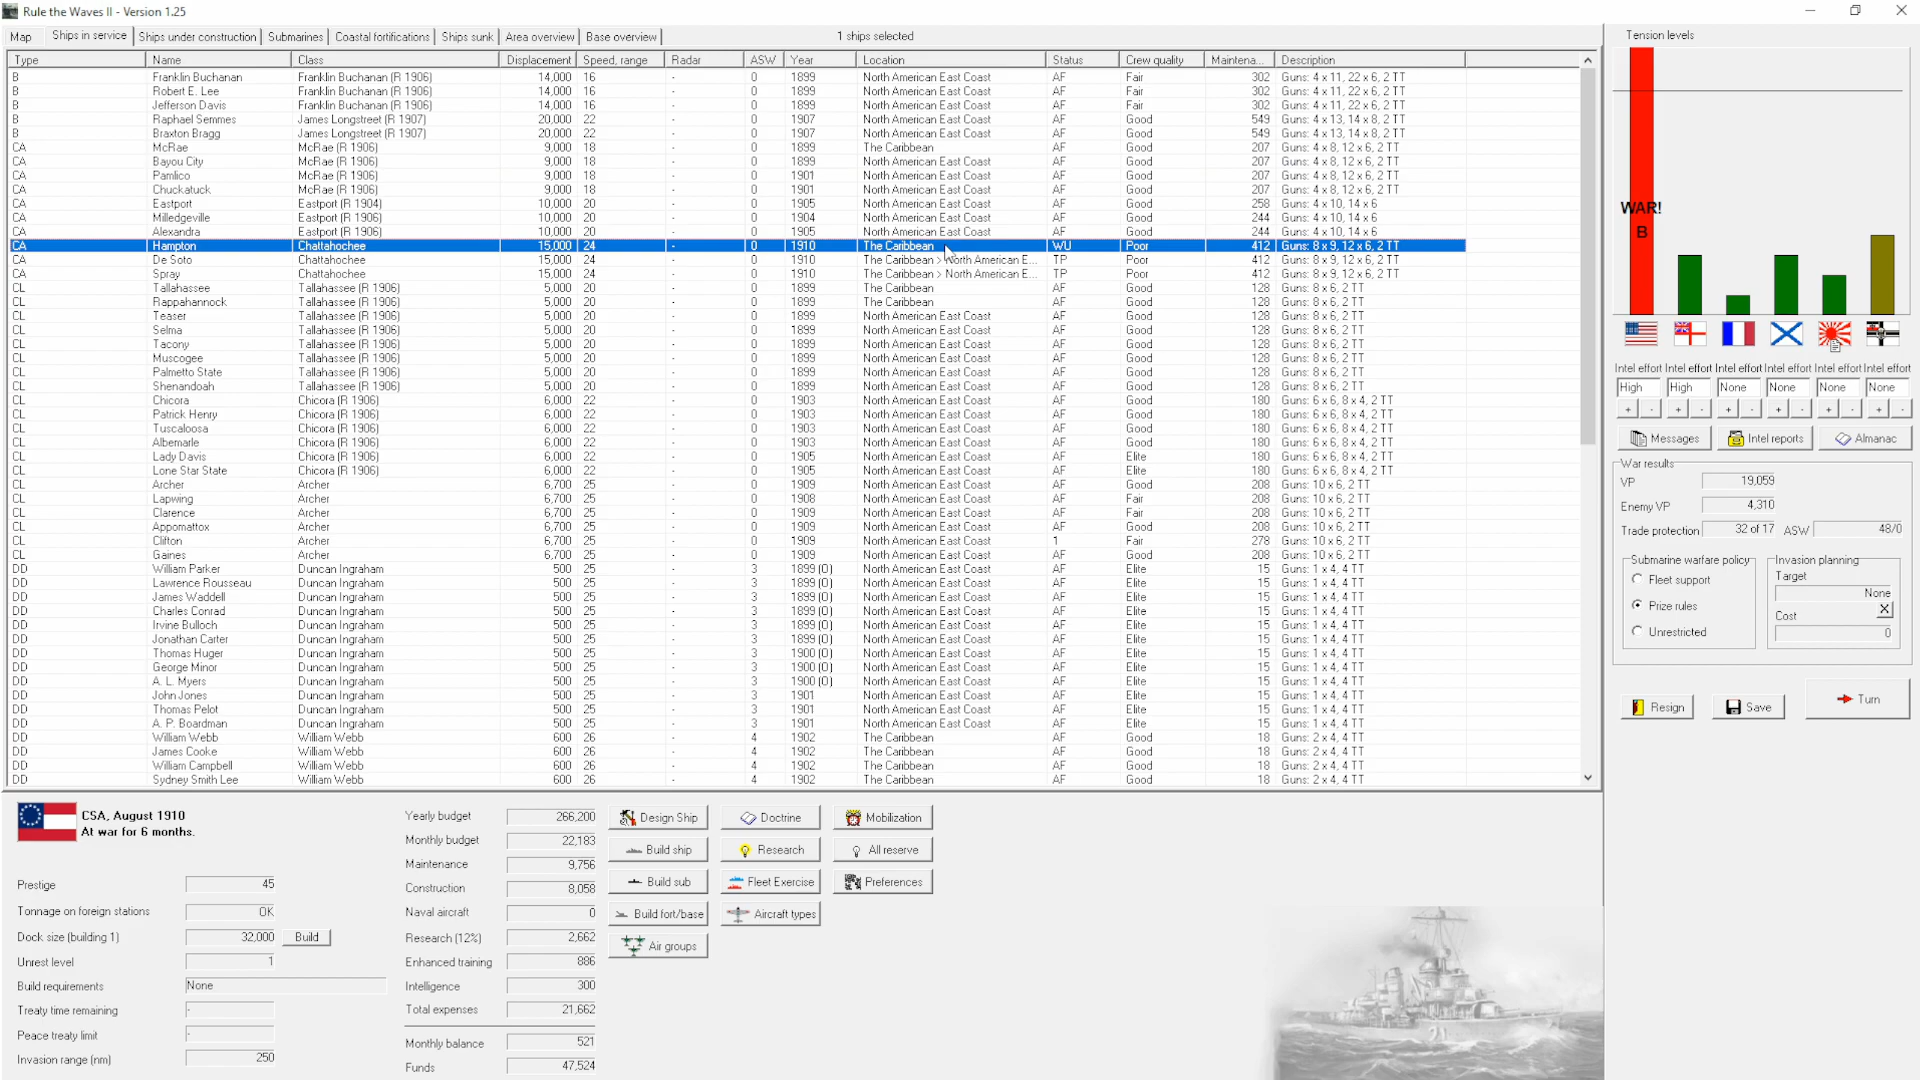 Rule the Waves II - Version 1.25
Map Ships in service Ships under construction Submarines Coastal fortifications Ships sunk Area overview Base overview 1 ships selected
Type Name Class Displacement Speed, range Radar ASW Year Location Status Crew quality Maintena... Description
B Franklin Buchanan Franklin Buchanan (R 1906) 14,000 16 - 0 1899 North American East Coast AF Fair 302 Guns: 4 x 11, 22 x 6, 2 TT
B Robert E. Lee Franklin Buchanan (R 1906) 14,000 16 - 0 1899 North American East Coast AF Fair 302 Guns: 4 x 11, 22 x 6, 2 TT
B Jefferson Davis Franklin Buchanan (R 1906) 14,000 16 - 0 1899 North American East Coast AF Fair 302 Guns: 4 x 11, 22 x 6, 2 TT
B Raphael Semmes James Longstreet (R 1907) 20,000 22 - 0 1907 North American East Coast AF Good 549 Guns: 4 x 13, 14 x 8, 2 TT
B Braxton Bragg James Longstreet (R 1907) 20,000 22 - 0 1907 North American East Coast AF Good 549 Guns: 4 x 13, 14 x 8, 2 TT
CA McRae McRae (R 1906) 9,000 18 - 0 1899 The Caribbean AF Good 207 Guns: 4 x 8, 12 x 6, 2 TT
CA Bayou City McRae (R 1906) 9,000 18 - 0 1899 North American East Coast AF Good 207 Guns: 4 x 8, 12 x 6, 2 TT
CA Pamlico McRae (R 1906) 9,000 18 - 0 1901 North American East Coast AF Good 207 Guns: 4 x 8, 12 x 6, 2 TT
CA Chuckatuck McRae (R 1906) 9,000 18 - 0 1901 North American East Coast AF Good 207 Guns: 4 x 8, 12 x 6, 2 TT
CA Eastport Eastport (R 1904) 10,000 20 - 0 1905 North American East Coast AF Good 258 Guns: 4 x 10, 14 x 6
CA Milledgeville Eastport (R 1906) 10,000 20 - 0 1904 North American East Coast AF Good 244 Guns: 4 x 10, 14 x 6
CA Alexandra Eastport (R 1906) 10,000 20 - 0 1905 North American East Coast AF Good 244 Guns: 4 x 10, 14 x 6
CA Hampton Chattahochee 15,000 24 - 0 1910 The Caribbean WU Poor 412 Guns: 8 x 9, 12 x 6, 2 TT
CA De Soto Chattahochee 15,000 24 - 0 1910 The Caribbean > North American E... TP Poor 412 Guns: 8 x 9, 12 x 6, 2 TT
CA Spray Chattahochee 15,000 24 - 0 1910 The Caribbean > North American E... TP Poor 412 Guns: 8 x 9, 12 x 6, 2 TT
CL Tallahassee Tallahassee (R 1906) 5,000 20 - 0 1899 The Caribbean AF Good 128 Guns: 8 x 6, 2 TT
CL Rappahannock Tallahassee (R 1906) 5,000 20 - 0 1899 The Caribbean AF Good 128 Guns: 8 x 6, 2 TT
CL Teaser Tallahassee (R 1906) 5,000 20 - 0 1899 North American East Coast AF Good 128 Guns: 8 x 6, 2 TT
CL Selma Tallahassee (R 1906) 5,000 20 - 0 1899 North American East Coast AF Good 128 Guns: 8 x 6, 2 TT
CL Tacony Tallahassee (R 1906) 5,000 20 - 0 1899 North American East Coast AF Good 128 Guns: 8 x 6, 2 TT
CL Muscogee Tallahassee (R 1906) 5,000 20 - 0 1899 North American East Coast AF Good 128 Guns: 8 x 6, 2 TT
CL Palmetto State Tallahassee (R 1906) 5,000 20 - 0 1899 North American East Coast AF Good 128 Guns: 8 x 6, 2 TT
CL Shenandoah Tallahassee (R 1906) 5,000 20 - 0 1899 North American East Coast AF Good 128 Guns: 8 x 6, 2 TT
CL Chicora Chicora (R 1906) 6,000 22 - 0 1903 North American East Coast AF Good 180 Guns: 6 x 6, 8 x 4, 2 TT
CL Patrick Henry Chicora (R 1906) 6,000 22 - 0 1903 North American East Coast AF Good 180 Guns: 6 x 6, 8 x 4, 2 TT
CL Tuscaloosa Chicora (R 1906) 6,000 22 - 0 1903 North American East Coast AF Good 180 Guns: 6 x 6, 8 x 4, 2 TT
CL Albemarle Chicora (R 1906) 6,000 22 - 0 1903 North American East Coast AF Good 180 Guns: 6 x 6, 8 x 4, 2 TT
CL Lady Davis Chicora (R 1906) 6,000 22 - 0 1905 North American East Coast AF Elite 180 Guns: 6 x 6, 8 x 4, 2 TT
CL Lone Star State Chicora (R 1906) 6,000 22 - 0 1905 North American East Coast AF Elite 180 Guns: 6 x 6, 8 x 4, 2 TT
CL Archer Archer 6,700 25 - 0 1909 North American East Coast AF Good 208 Guns: 10 x 6, 2 TT
CL Lapwing Archer 6,700 25 - 0 1908 North American East Coast AF Fair 208 Guns: 10 x 6, 2 TT
CL Clarence Archer 6,700 25 - 0 1909 North American East Coast AF Fair 208 Guns: 10 x 6, 2 TT
CL Appomattox Archer 6,700 25 - 0 1909 North American East Coast AF Good 208 Guns: 10 x 6, 2 TT
CL Clifton Archer 6,700 25 - 0 1909 North American East Coast 1 Fair 278 Guns: 10 x 6, 2 TT
CL Gaines Archer 6,700 25 - 0 1909 North American East Coast AF Good 208 Guns: 10 x 6, 2 TT
DD William Parker Duncan Ingraham 500 25 - 3 1899 (O) North American East Coast AF Elite 15 Guns: 1 x 4, 4 TT
DD Lawrence Rousseau Duncan Ingraham 500 25 - 3 1899 (O) North American East Coast AF Elite 15 Guns: 1 x 4, 4 TT
DD James Waddell Duncan Ingraham 500 25 - 3 1899 (O) North American East Coast AF Elite 15 Guns: 1 x 4, 4 TT
DD Charles Conrad Duncan Ingraham 500 25 - 3 1899 (O) North American East Coast AF Elite 15 Guns: 1 x 4, 4 TT
DD Irvine Bulloch Duncan Ingraham 500 25 - 3 1899 (O) North American East Coast AF Elite 15 Guns: 1 x 4, 4 TT
DD Jonathan Carter Duncan Ingraham 500 25 - 3 1899 (O) North American East Coast AF Elite 15 Guns: 1 x 4, 4 TT
DD Thomas Huger Duncan Ingraham 500 25 - 3 1900 (O) North American East Coast AF Elite 15 Guns: 1 x 4, 4 TT
DD George Minor Duncan Ingraham 500 25 - 3 1900 (O) North American East Coast AF Elite 15 Guns: 1 x 4, 4 TT
DD A. L. Myers Duncan Ingraham 500 25 - 3 1900 (O) North American East Coast AF Elite 15 Guns: 1 x 4, 4 TT
DD John Jones Duncan Ingraham 500 25 - 3 1901 North American East Coast AF Elite 15 Guns: 1 x 4, 4 TT
DD Thomas Pelot Duncan Ingraham 500 25 - 3 1901 North American East Coast AF Elite 15 Guns: 1 x 4, 4 TT
DD A. P. Boardman Duncan Ingraham 500 25 - 3 1901 North American East Coast AF Elite 15 Guns: 1 x 4, 4 TT
DD William Webb William Webb 600 26 - 4 1902 The Caribbean AF Good 18 Guns: 2 x 4, 4 TT
DD James Cooke William Webb 600 26 - 4 1902 The Caribbean AF Good 18 Guns: 2 x 4, 4 TT
DD William Campbell William Webb 600 26 - 4 1902 The Caribbean AF Good 18 Guns: 2 x 4, 4 TT
DD Sydney Smith Lee William Webb 600 26 - 4 1902 The Caribbean AF Good 18 Guns: 2 x 4, 4 TT
Tension levels
WAR!
B
Intel effort Intel effort Intel effort Intel effort Intel effort Intel effort
High High None None None None
+ - + - + - + - + - + -
Messages Intel reports Almanac
War results
VP 19,059
Enemy VP 4,310
Trade protection 32 of 17 ASW 48/0
Submarine warfare policy
Fleet support
Prize rules
Unrestricted
Invasion planning
Target
None
Cost X
0
Resign Save Turn
CSA, August 1910
At war for 6 months.
Prestige 45
Tonnage on foreign stations OK
Dock size (building 1) 32,000 Build
Unrest level 1
Build requirements None
Treaty time remaining -
Peace treaty limit -
Invasion range (nm) 250
Yearly budget 266,200
Monthly budget 22,183
Maintenance 9,756
Construction 8,058
Naval aircraft 0
Research (12%) 2,662
Enhanced training 886
Intelligence 300
Total expenses 21,662
Monthly balance 521
Funds 47,524
Design Ship Doctrine Mobilization
Build ship Research All reserve
Build sub Fleet Exercise Preferences
Build fort/base Aircraft types
Air groups